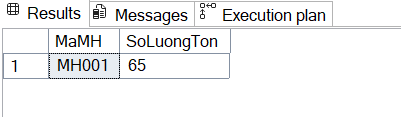 Results Messages Execution plan
MaMH SoLuongTon
1 MH001 65